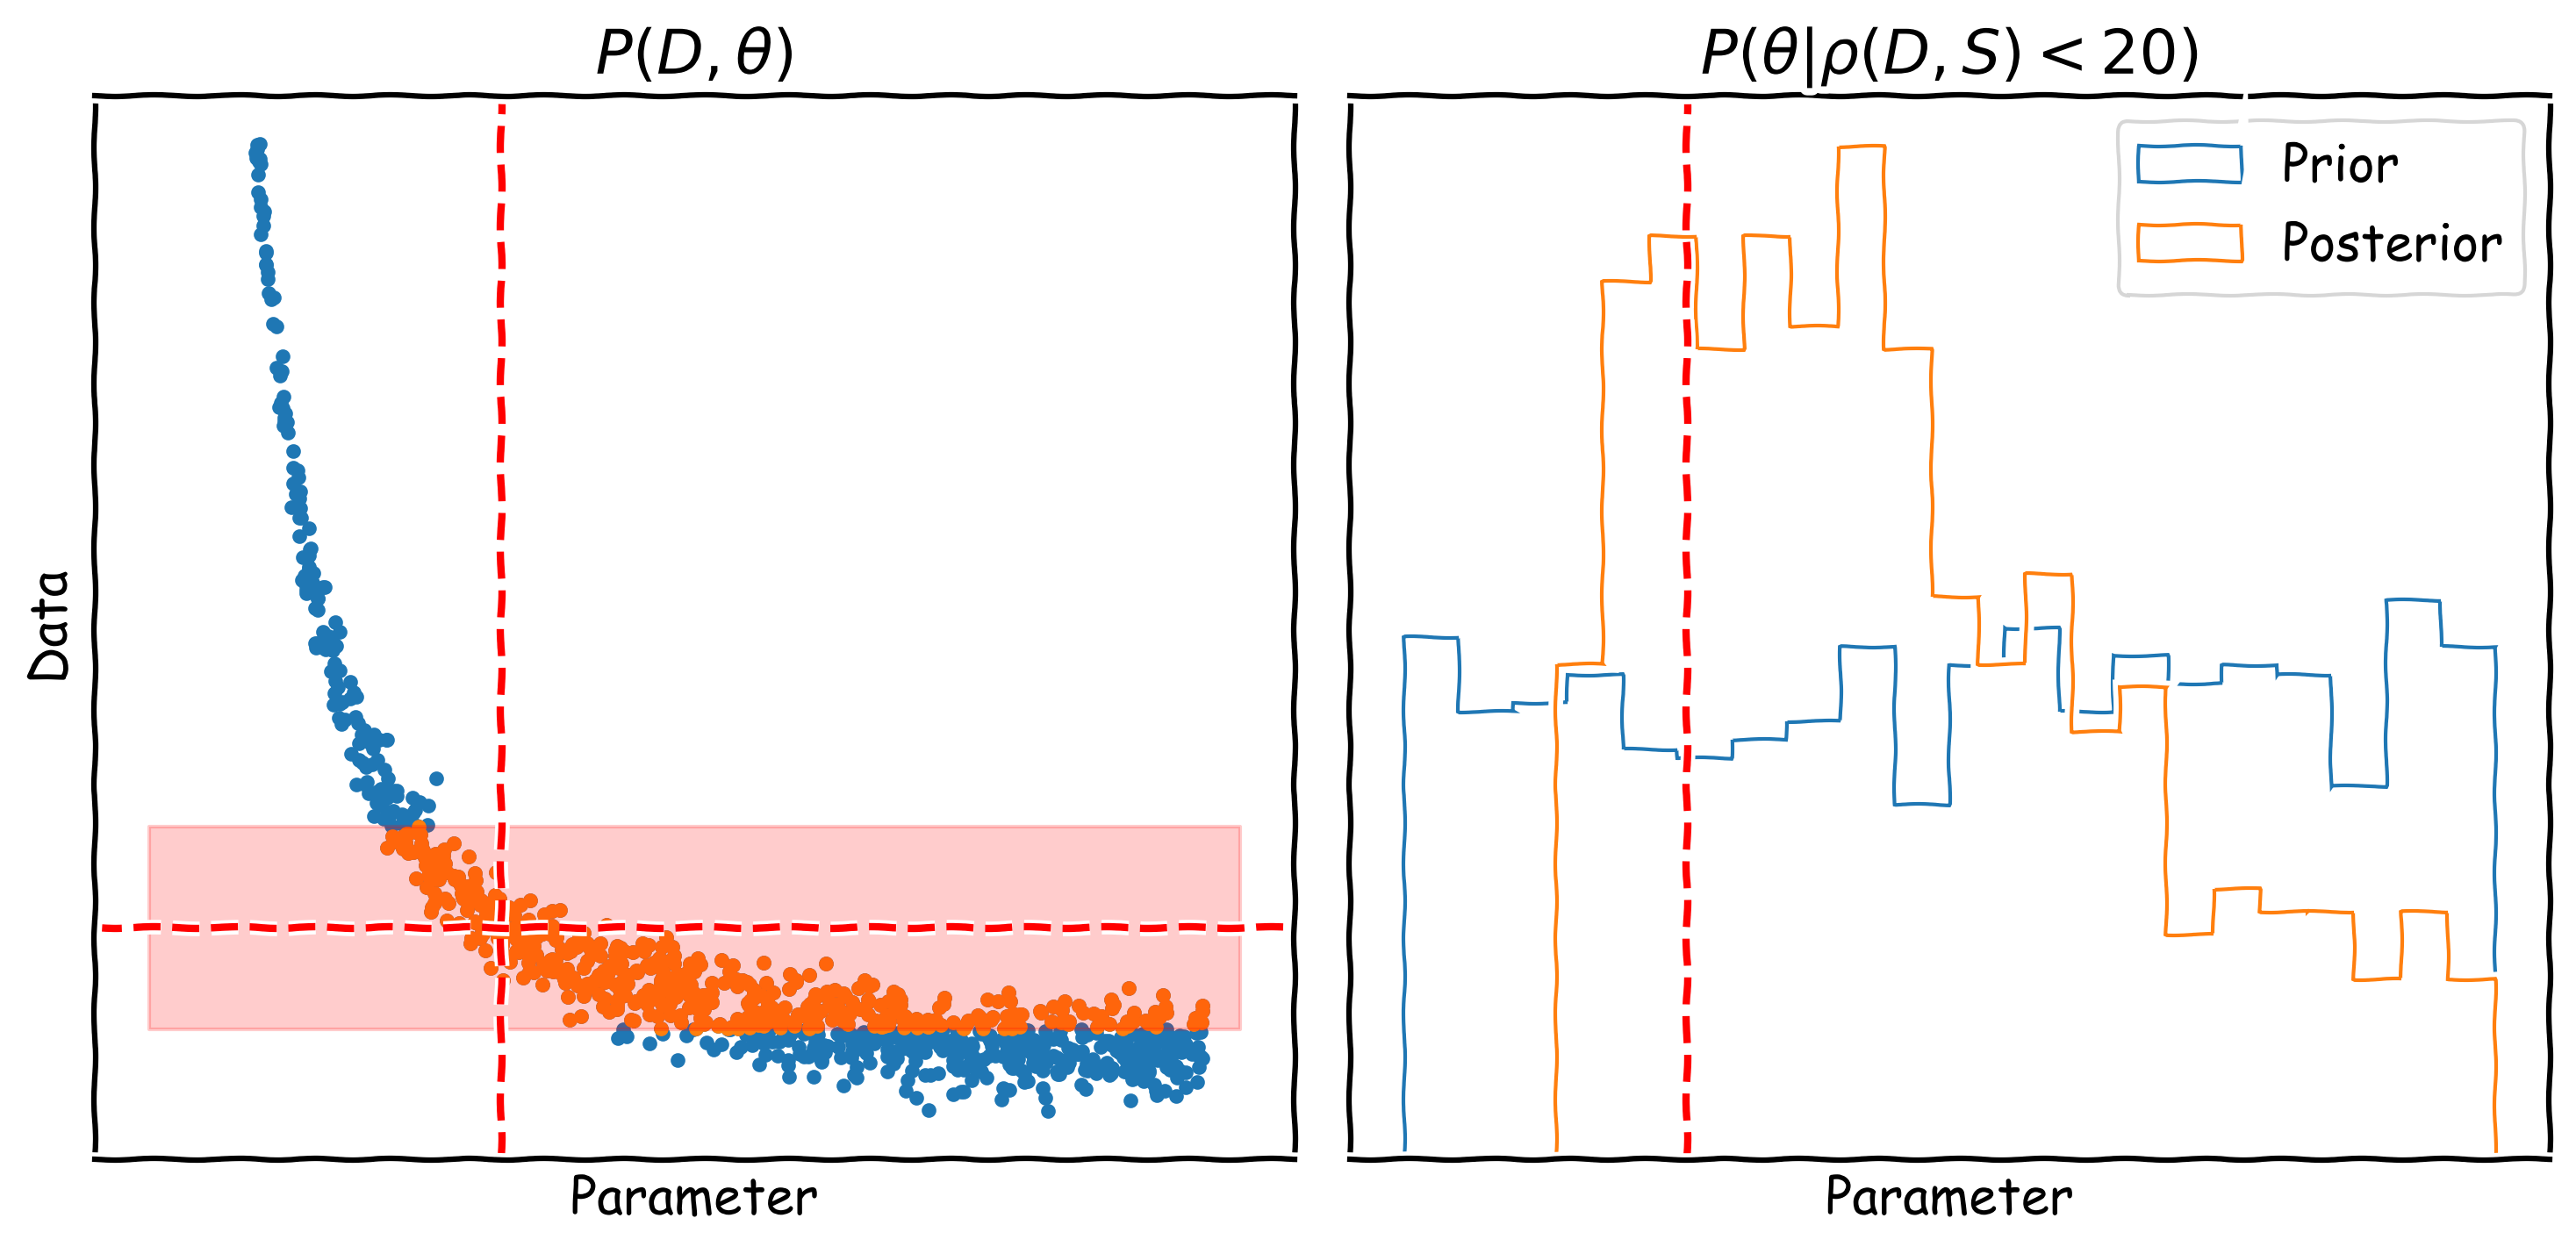 P(D, θ)
P(θ|ρ(D, S) < 20)
Prior
Posterior
Data
Parameter
Parameter